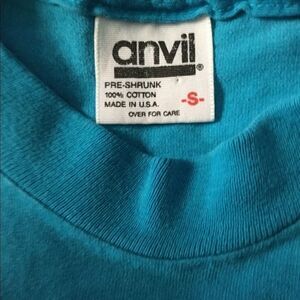 anvil®
PRE-SHRUNK
100% COTTON
MADE IN U.S.A. -S-
OVER FOR CARE